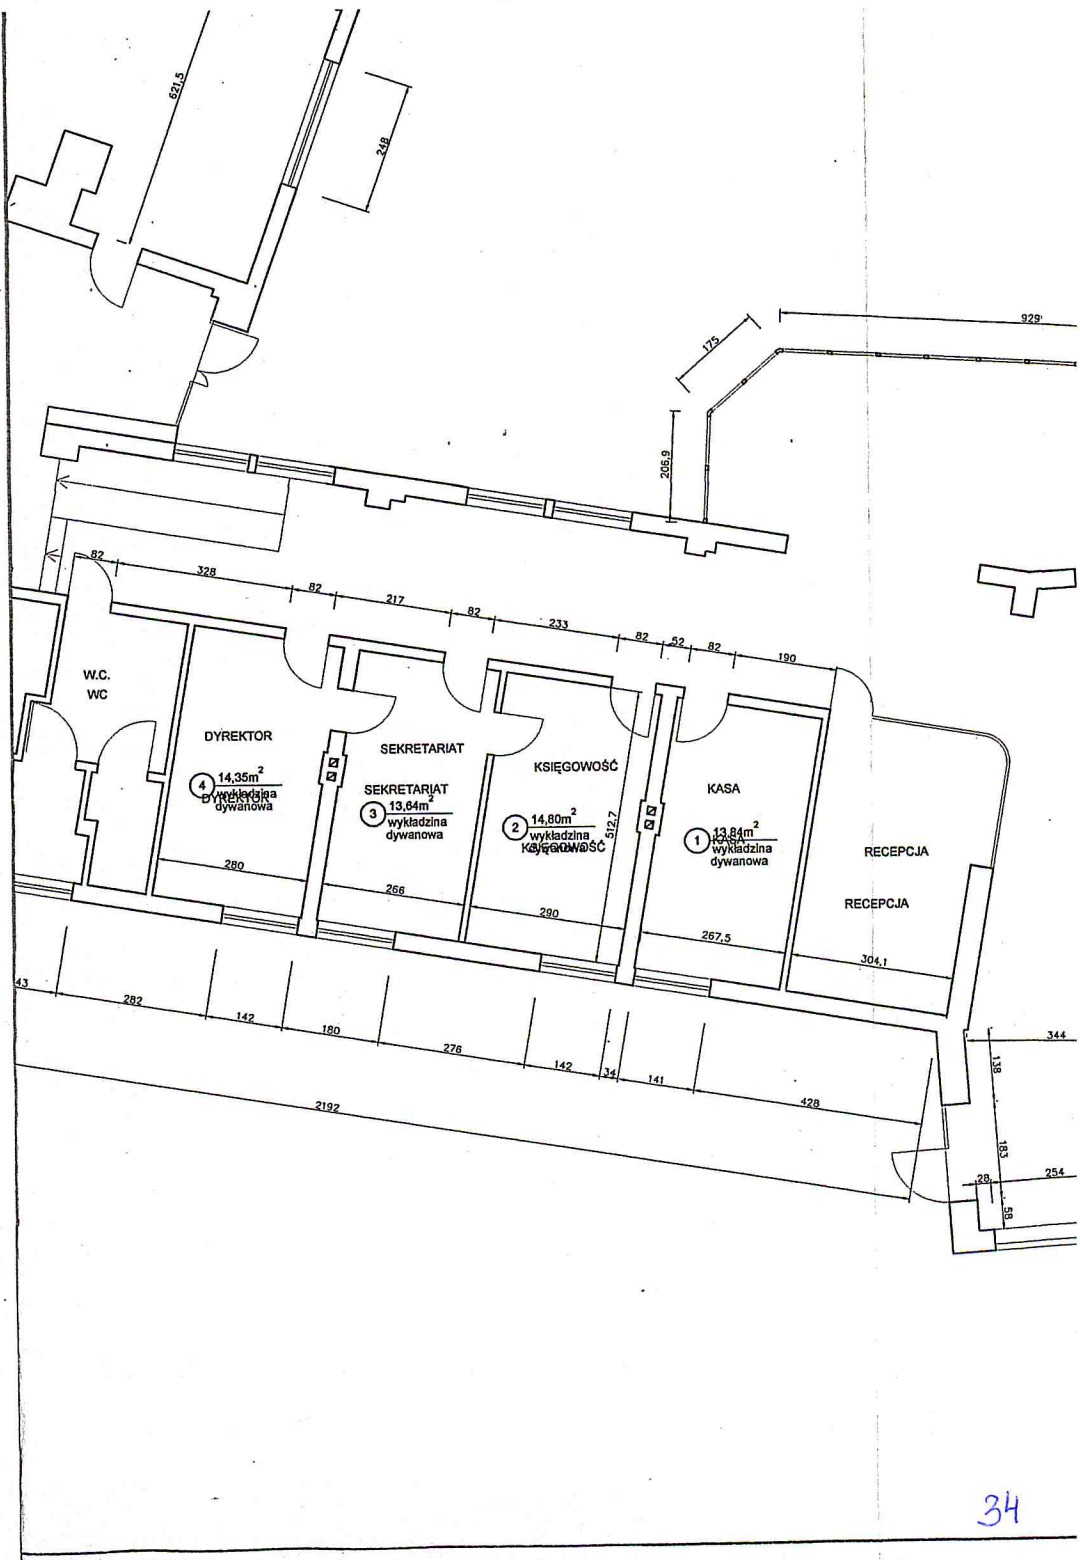 621,5
248
929
175
206,9
82
328
82
217
82
233
82
52
82
190
W.C.
WC
DYREKTOR
4
14,35m²
wykładzina
DYREKTOR
dywanowa
280
SEKRETARIAT
SEKRETARIAT
3
13,64m²
wykładzina
dywanowa
266
KSIĘGOWOŚĆ
2
14,80m²
wykładzina
KSIĘGOWOŚĆ
dywanowa
512,7
290
KASA
1
13,84m²
KASA
wykładzina
dywanowa
267,5
RECEPCJA
RECEPCJA
304,1
43
282
142
180
276
142
34
141
428
2192
344
138
183
28
254
58
34